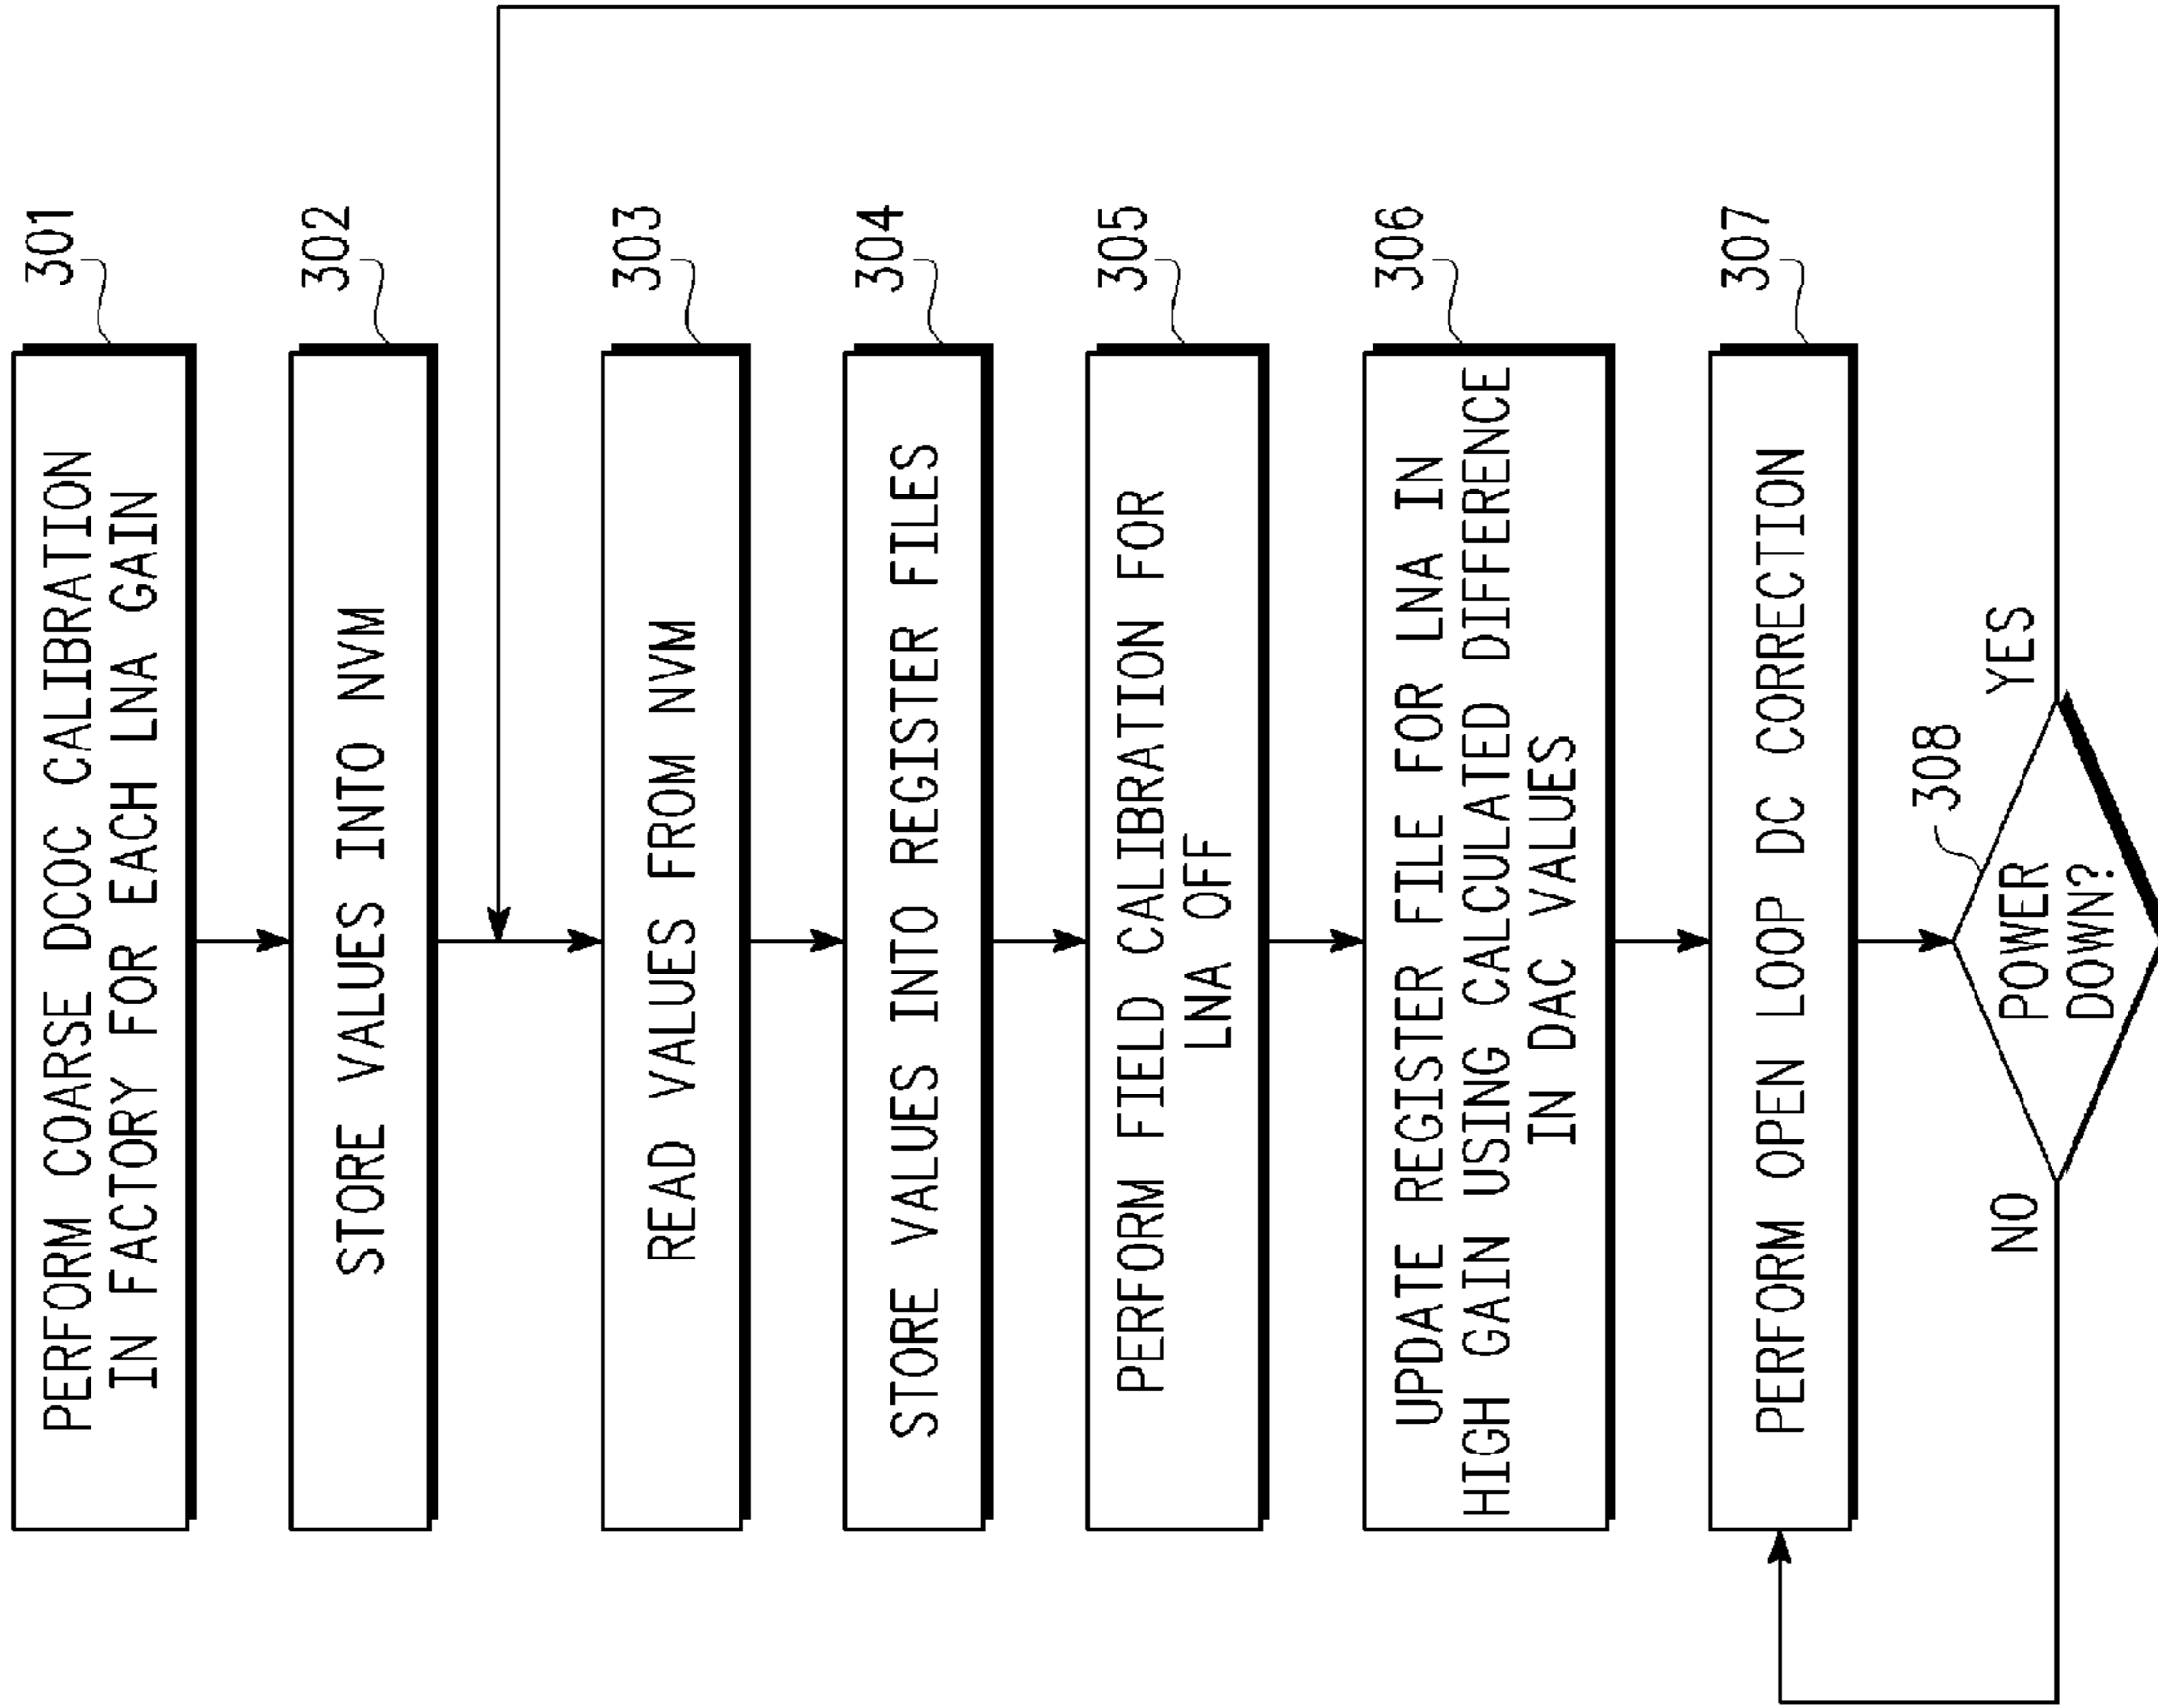 301
PERFORM COARSE DCOC CALIBRATION
IN FACTORY FOR EACH LNA GAIN
302
STORE VALUES INTO NVM
303
READ VALUES FROM NVM
304
STORE VALUES INTO REGISTER FILES
305
PERFORM FIELD CALIBRATION FOR
LNA OFF
306
UPDATE REGISTER FILE FOR LNA IN
HIGH GAIN USING CALCULATED DIFFERENCE
IN DAC VALUES
307
PERFORM OPEN LOOP DC CORRECTION
308
POWER
DOWN?
NO
YES